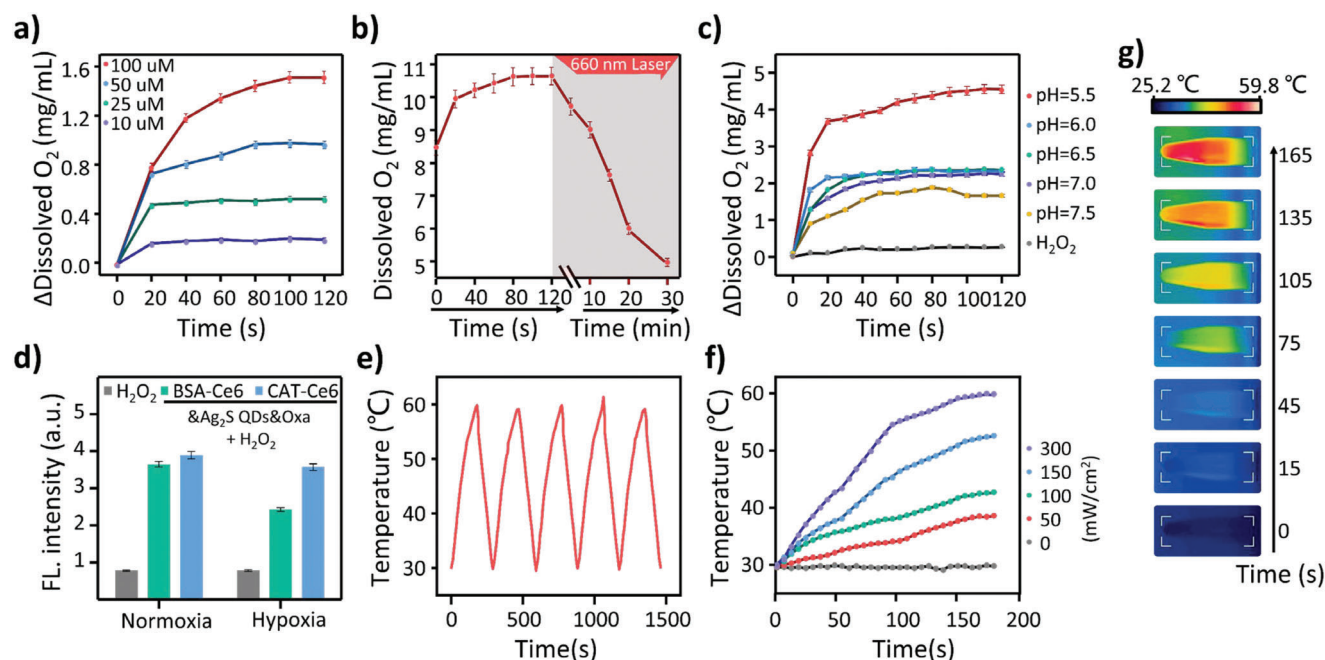 a)
ΔDissolved O₂ (mg/mL)
1.6
1.2
0.8
0.4
0.0
100 uM
50 uM
25 uM
10 uM
0 20 40 60 80 100 120
Time (s)
b)
Dissolved O₂ (mg/mL)
11
10
9
8
7
6
5
660 nm Laser
0 40 80 120 0 10 20 30
Time (s) Time (min)
c)
ΔDissolved O₂ (mg/mL)
5
4
3
2
1
0
0 20 40 60 80 100 120
Time (s)
pH=5.5
pH=6.0
pH=6.5
pH=7.0
pH=7.5
H₂O₂
d)
FL. intensity (a.u.)
5
4
3
2
1
H₂O₂ BSA-Ce6 CAT-Ce6
&Ag₂S QDs&Oxa
+ H₂O₂
Normoxia Hypoxia
e)
Temperature (℃)
60
50
40
30
0 500 1000 1500
Time(s)
f)
Temperature (℃)
60
50
40
30
0 50 100 150 200
Time(s)
300
150
100
50
0
(mW/cm²)
g)
25.2 ℃ 59.8 ℃
165
135
105
75
45
15
0
Time (s)